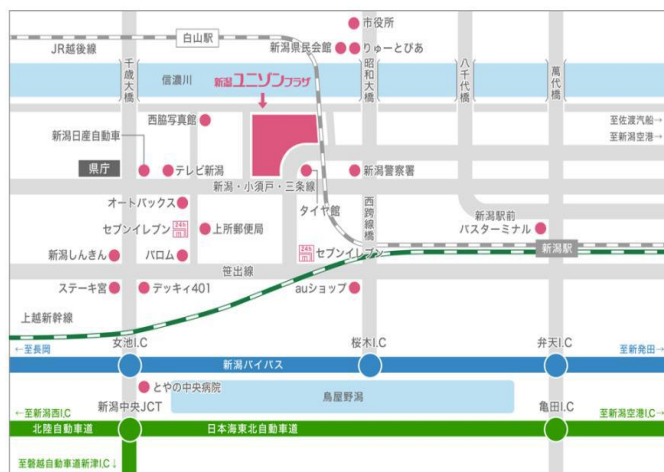 市役所
白山駅
JR越後線
新潟県民会館
りゅーとぴあ
千歳大橋
昭和大橋
八千代橋
萬代橋
信濃川
新潟ユニゾンプラザ
西脇写真館
至佐渡汽船→
至新潟空港→
新潟日産自動車
県庁
テレビ新潟
新潟警察署
新潟・小須戸・三条線
オートバックス
タイヤ館
西跨線橋
新潟駅前
バスターミナル
セブンイレブン
上所郵便局
新潟駅
新潟しんきん
バロム
セブンイレブン
笹出線
ステーキ宮
デッキィ401
auショップ
上越新幹線
女池I.C
桜木I.C
弁天I.C
←至長岡
新潟バイパス
至新発田→
とやの中央病院
新潟中央JCT
鳥屋野潟
亀田I.C
←至新潟西I.C
至新潟空港I.C→
北陸自動車道
日本海東北自動車道
至磐越自動車道新津I.C↓